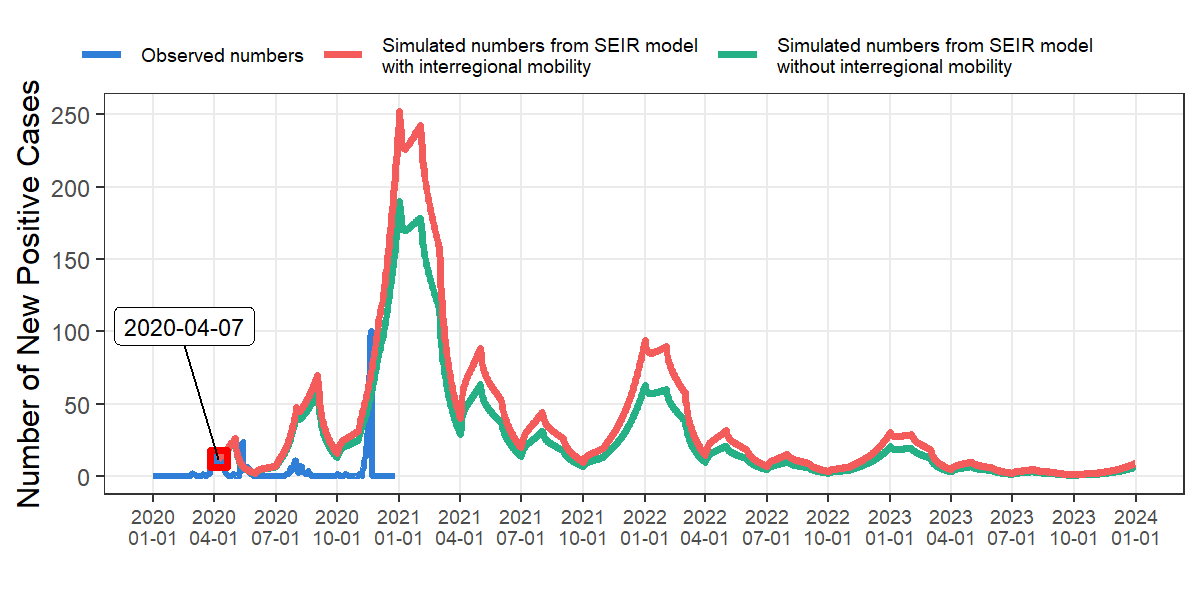 Observed numbers
Simulated numbers from SEIR model
with interregional mobility
Simulated numbers from SEIR model
without interregional mobility
Number of New Positive Cases
250
200
150
100
50
0
2020-04-07
2020 2020 2020 2020 2021 2021 2021 2021 2022 2022 2022 2022 2023 2023 2023 2023 2024
01-01 04-01 07-01 10-01 01-01 04-01 07-01 10-01 01-01 04-01 07-01 10-01 01-01 04-01 07-01 10-01 01-01